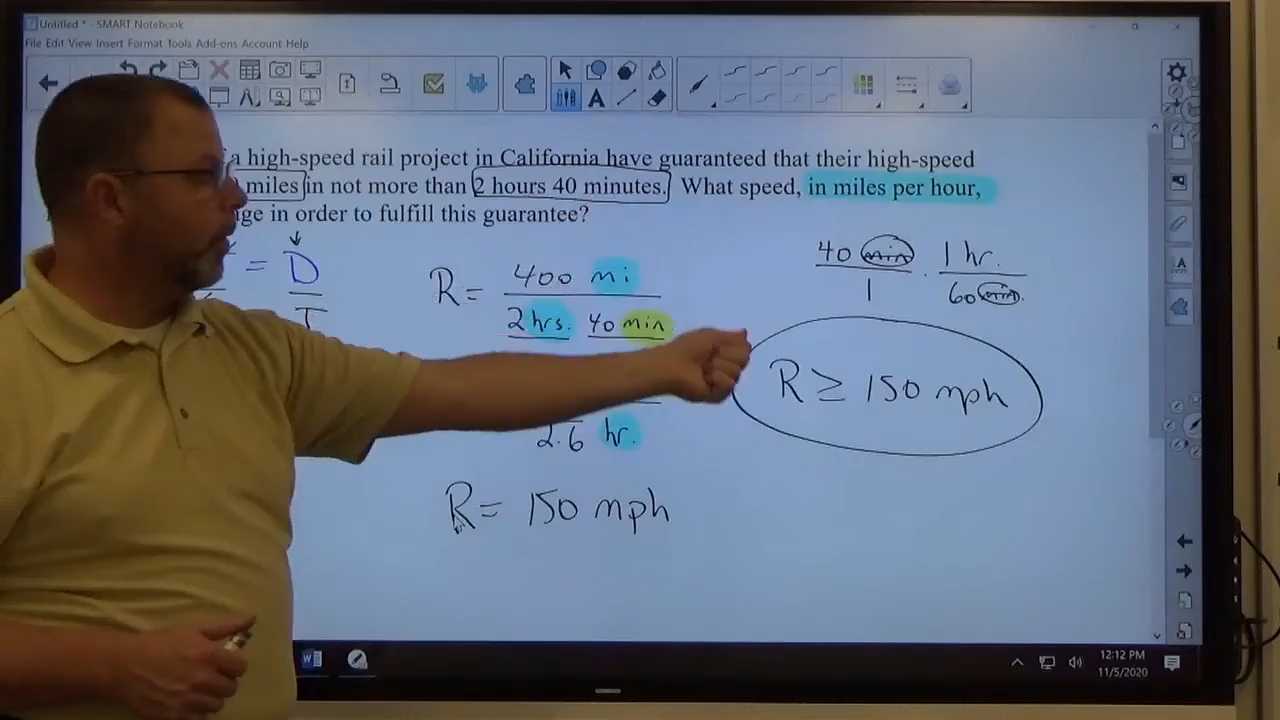 Untitled * - SMART Notebook
File Edit View Insert Format Tools Add-ons Account Help
a high-speed rail project in California have guaranteed that their high-speed
miles in not more than 2 hours 40 minutes. What speed, in miles per hour,
in order to fulfill this guarantee?
= D
T
R = 400 mi
2 hrs. 40 min
40 min · 1 hr.
1 60 min.
R ≥ 150 mph
2.6 hr.
R = 150 mph
12:12 PM
11/5/2020